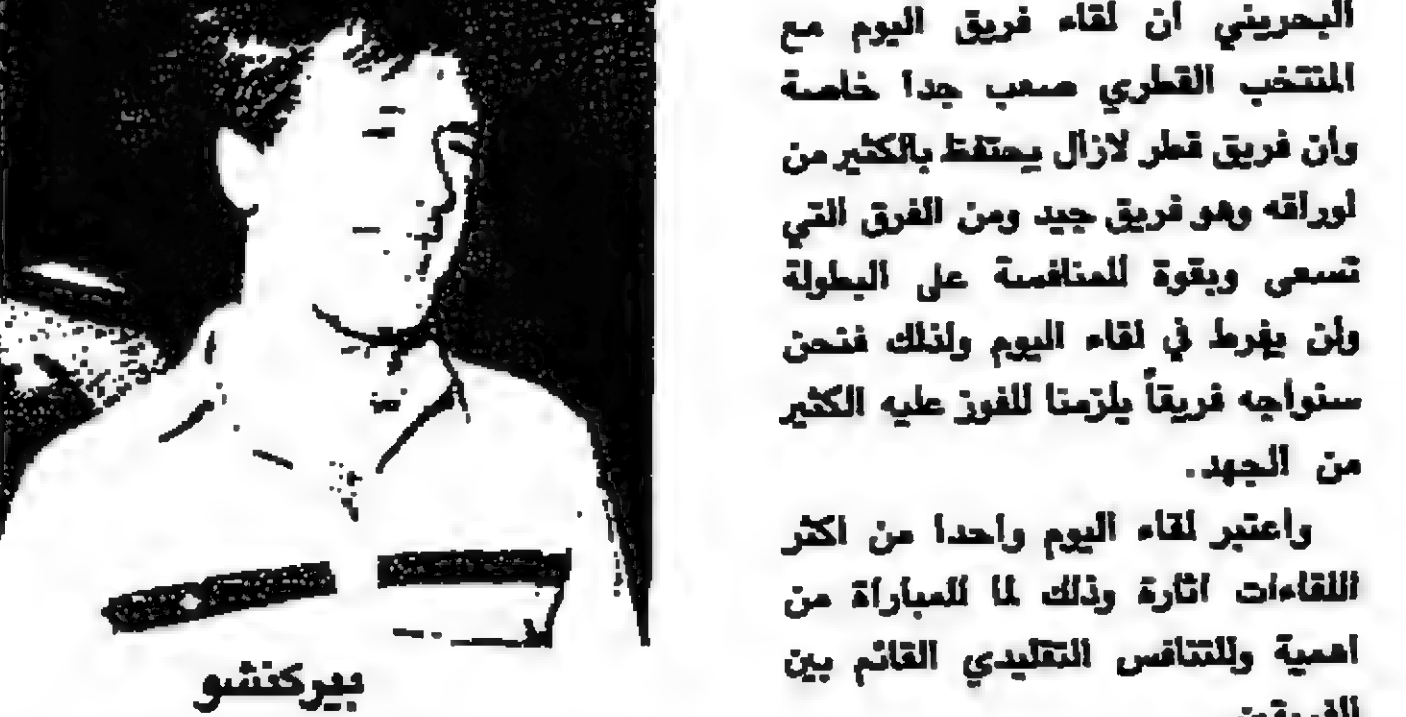 البحريني ان لقاء فريق اليوم مع
المنتخب القطري صعب جدا خاصة
وأن فريق قطر لازال يحتفظ بالكثير من
أوراقه وهو فريق جيد ومن الفرق التي
تسعى وبقوة للمنافسة على البطولة
ولن يفرط في لقاء اليوم ولذلك فنحن
سنواجه فريقاً يلزمنا للفوز عليه الكثير
من الجهد.
واعتبر لقاء اليوم واحدا من اكثر
اللقاءات اثارة وذلك لما للمباراة من
اهمية وللتنافس التقليدي القائم بين
الفريقين
بيركنشو